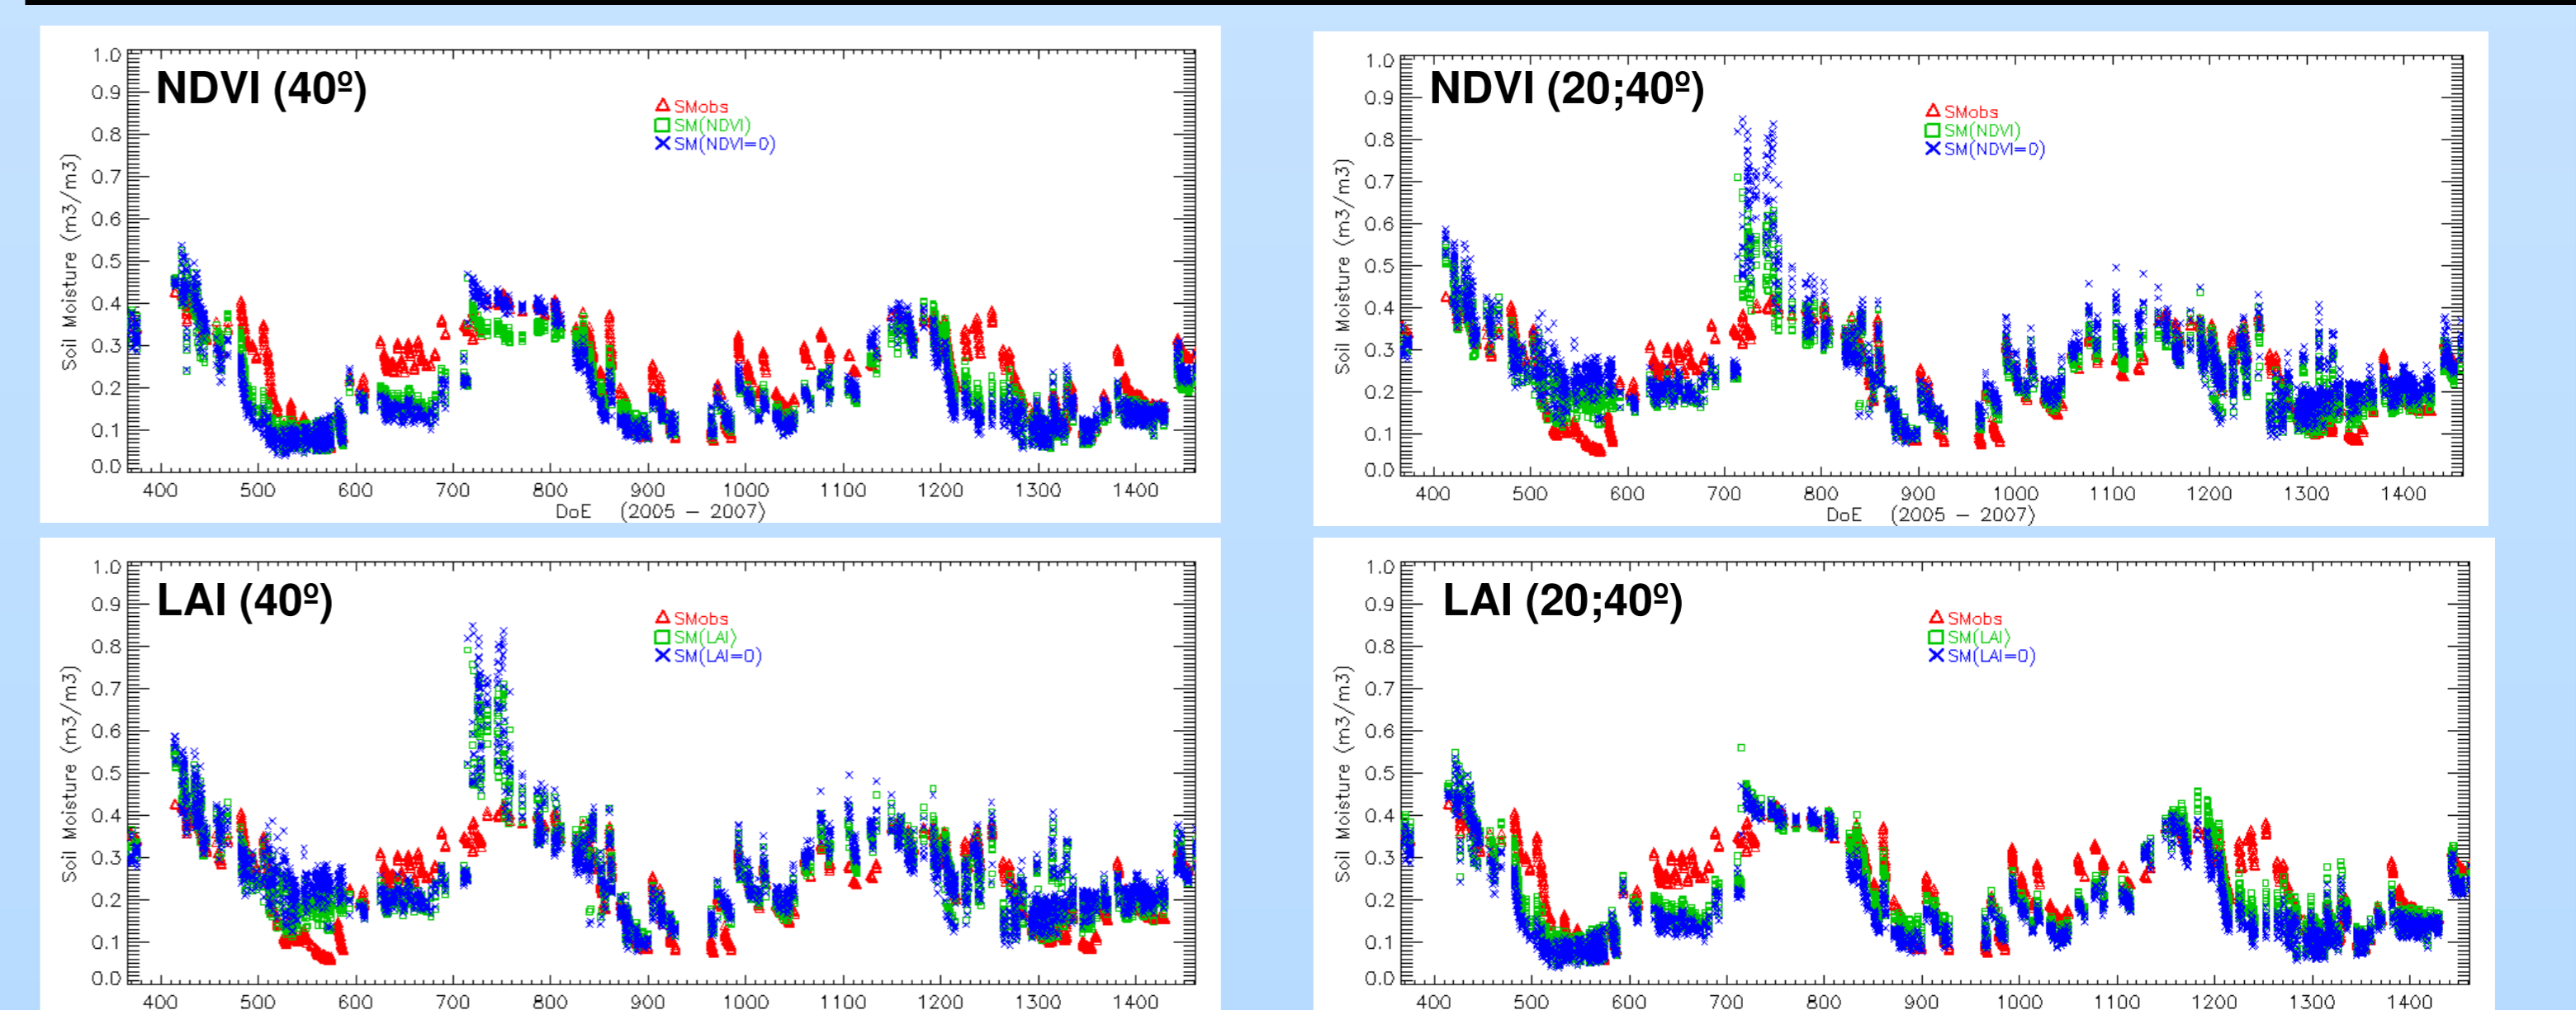 NDVI (40º)
SMobs
SM(NDVI)
SM(NDVI=0)
Soil Moisture (m3/m3)
1.0
0.9
0.8
0.7
0.6
0.5
0.4
0.3
0.2
0.1
0.0
400 500 600 700 800 900 1000 1100 1200 1300 1400
DoE (2005 – 2007)
NDVI (20;40º)
SMobs
SM(NDVI)
SM(NDVI=0)
Soil Moisture (m3/m3)
1.0
0.9
0.8
0.7
0.6
0.5
0.4
0.3
0.2
0.1
0.0
400 500 600 700 800 900 1000 1100 1200 1300 1400
DoE (2005 – 2007)
LAI (40º)
SMobs
SM(LAI)
SM(LAI=0)
Soil Moisture (m3/m3)
1.0
0.9
0.8
0.7
0.6
0.5
0.4
0.3
0.2
0.1
0.0
400 500 600 700 800 900 1000 1100 1200 1300 1400
LAI (20;40º)
SMobs
SM(LAI)
SM(LAI=0)
Soil Moisture (m3/m3)
1.0
0.9
0.8
0.7
0.6
0.5
0.4
0.3
0.2
0.1
0.0
400 500 600 700 800 900 1000 1100 1200 1300 1400